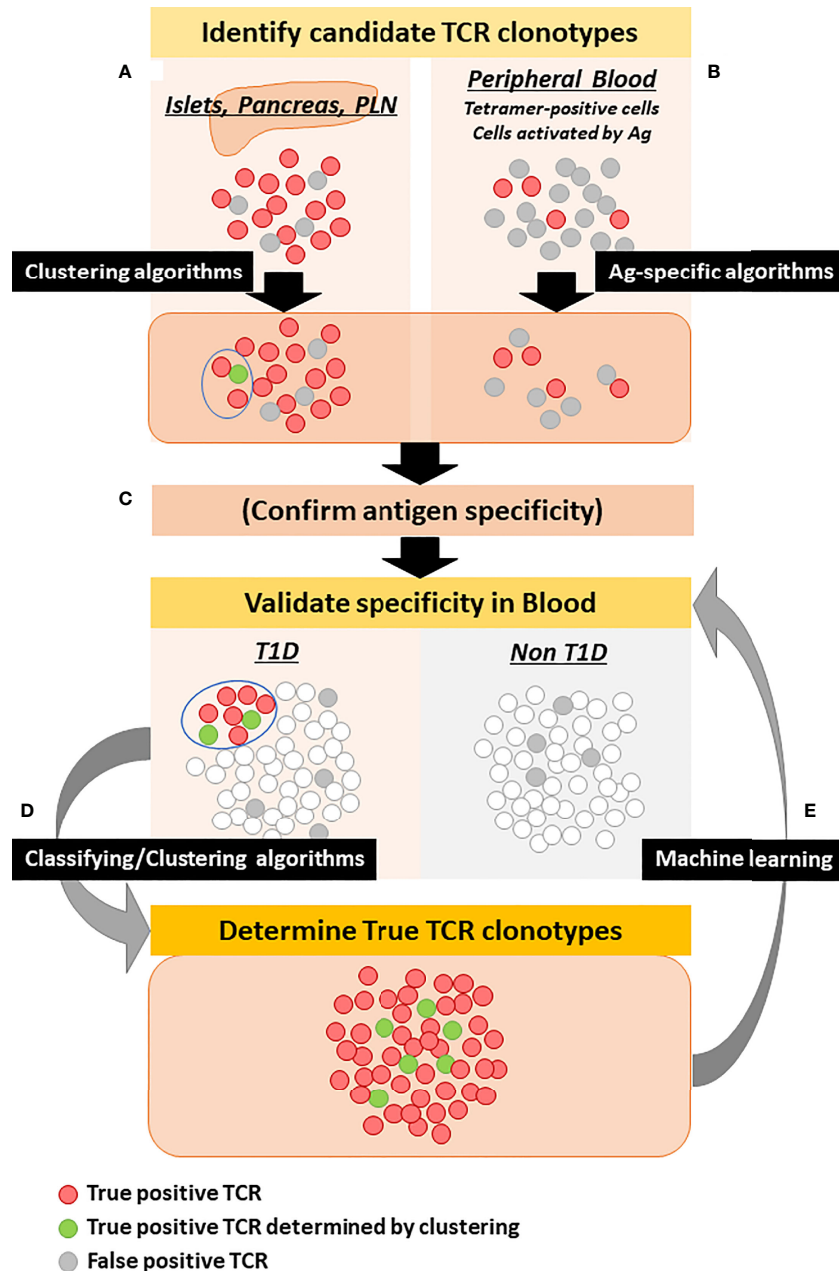 Identify candidate TCR clonotypes
A
B
Islets, Pancreas, PLN
Peripheral Blood
Tetramer-positive cells
Cells activated by Ag
Clustering algorithms
Ag-specific algorithms
C
(Confirm antigen specificity)
Validate specificity in Blood
T1D
Non T1D
D
E
Classifying/Clustering algorithms
Machine learning
Determine True TCR clonotypes
True positive TCR
True positive TCR determined by clustering
False positive TCR